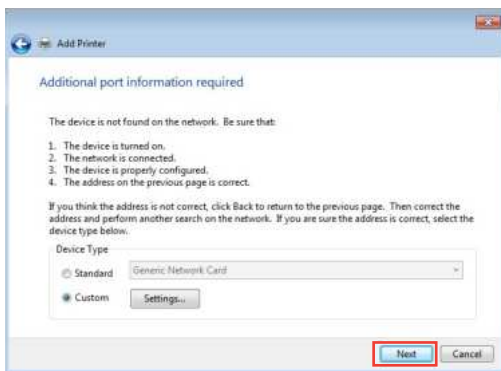 Add Printer
Additional port information required
The device is not found on the network. Be sure that:
1. The device is turned on.
2. The network is connected.
3. The device is properly configured.
4. The address on the previous page is correct.
If you think the address is not correct, click Back to return to the previous page. Then correct the
address and perform another search on the network. If you are sure the address is correct, select the
device type below.
Device Type
Standard Generic Network Card
Custom Settings...
Next Cancel